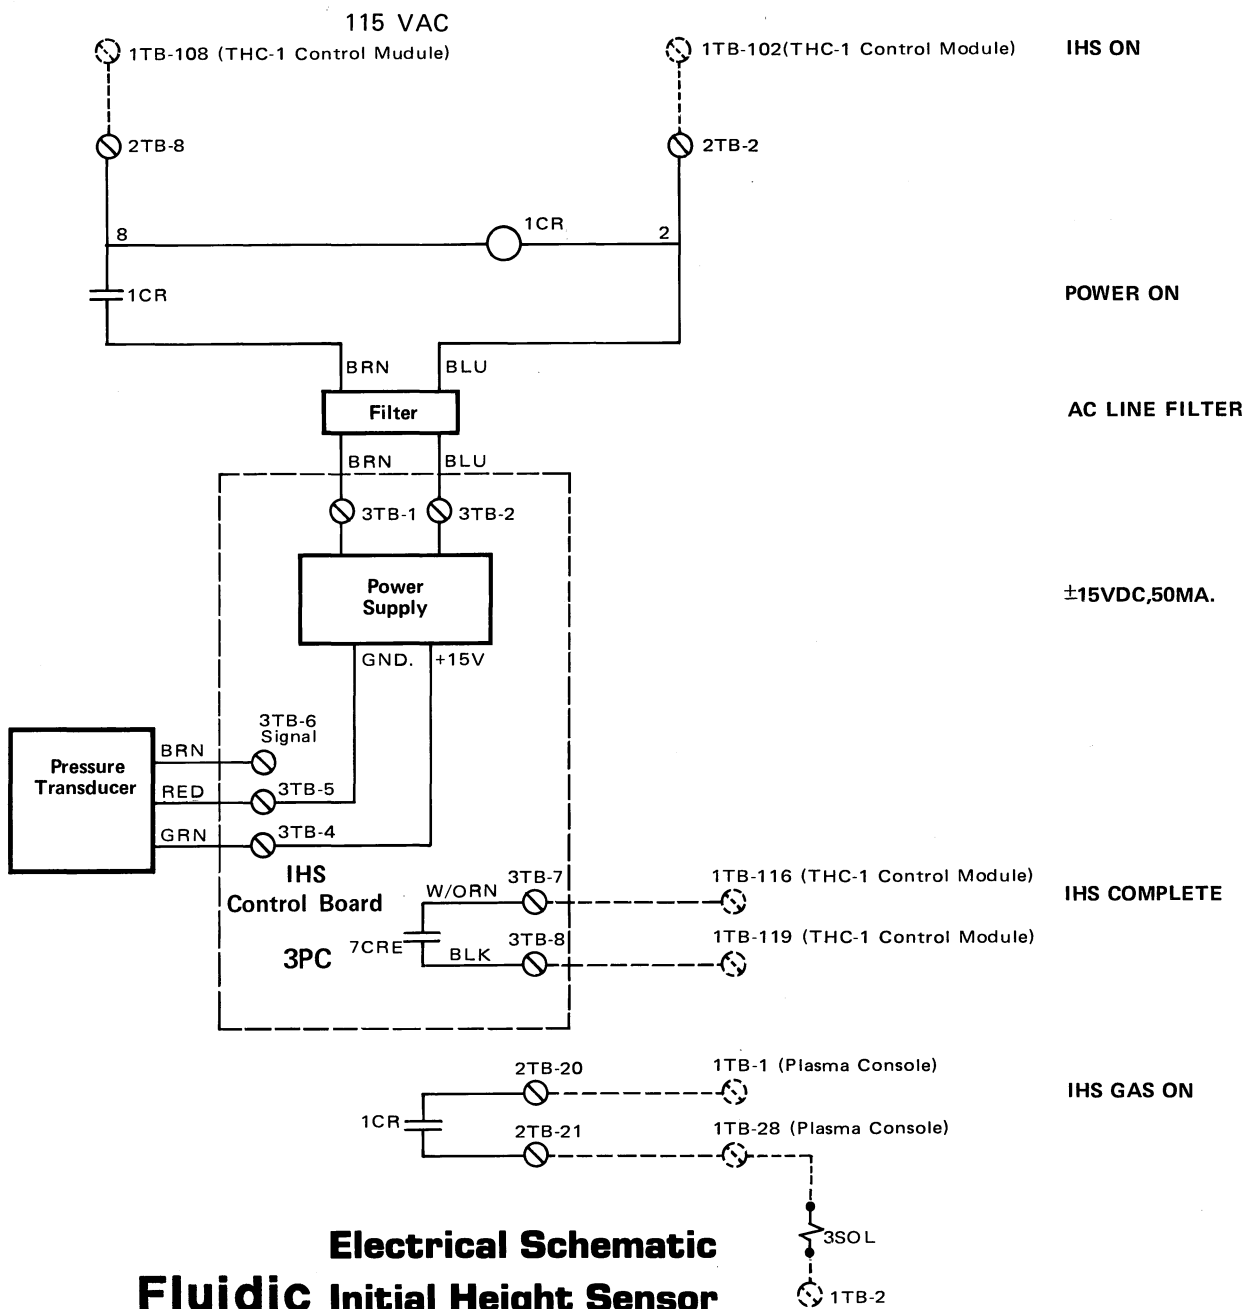 115 VAC
1TB-108 (THC-1 Control Mudule)
1TB-102(THC-1 Control Module)
IHS ON
2TB-8
2TB-2
8
1CR
2
1CR
POWER ON
BRN
BLU
Filter
AC LINE FILTER
BRN
BLU
3TB-1
3TB-2
Power
Supply
±15VDC,50MA.
GND.
+15V
3TB-6
Signal
BRN
Pressure
Transducer
RED
3TB-5
GRN
3TB-4
IHS
Control Board
3PC
W/ORN
3TB-7
1TB-116 (THC-1 Control Module)
IHS COMPLETE
7CRE
BLK
3TB-8
1TB-119 (THC-1 Control Module)
2TB-20
1TB-1 (Plasma Console)
IHS GAS ON
1CR
2TB-21
1TB-28 (Plasma Console)
3SOL
1TB-2
Electrical Schematic
Fluidic Initial Height Sensor